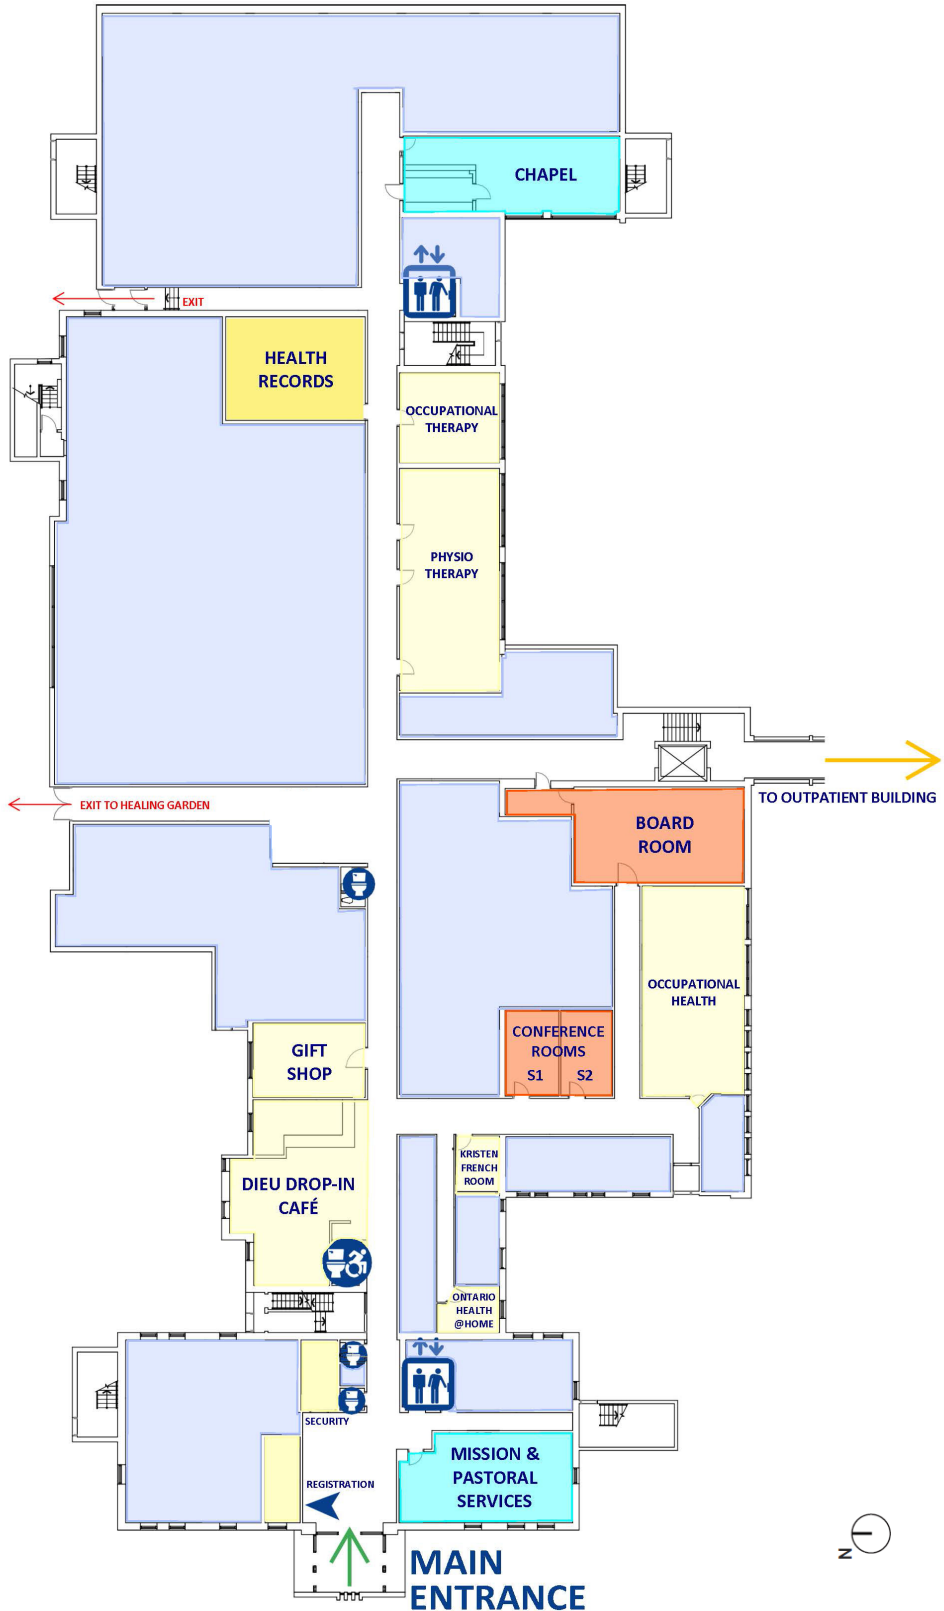 CHAPEL
EXIT
HEALTH
RECORDS
OCCUPATIONAL
THERAPY
PHYSIO
THERAPY
TO OUTPATIENT BUILDING
EXIT TO HEALING GARDEN
BOARD
ROOM
OCCUPATIONAL
HEALTH
CONFERENCE
ROOMS
S1 S2
GIFT
SHOP
KRISTEN
FRENCH
ROOM
DIEU DROP-IN
CAFÉ
ONTARIO
HEALTH
@HOME
SECURITY
MISSION &
PASTORAL
SERVICES
REGISTRATION
MAIN
ENTRANCE
N